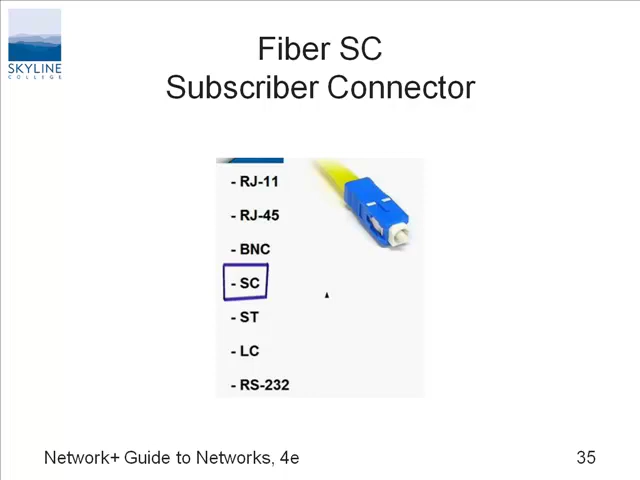 SKYLINE
COLLEGE
Fiber SC
Subscriber Connector
- RJ-11
- RJ-45
- BNC
- SC
- ST
- LC
- RS-232
Network+ Guide to Networks, 4e
35